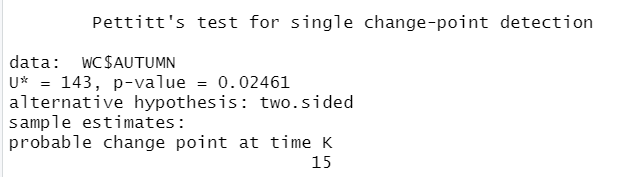 Pettitt's test for single change-point detection
data: WC$AUTUMN
U* = 143, p-value = 0.02461
alternative hypothesis: two.sided
sample estimates:
probable change point at time K
15